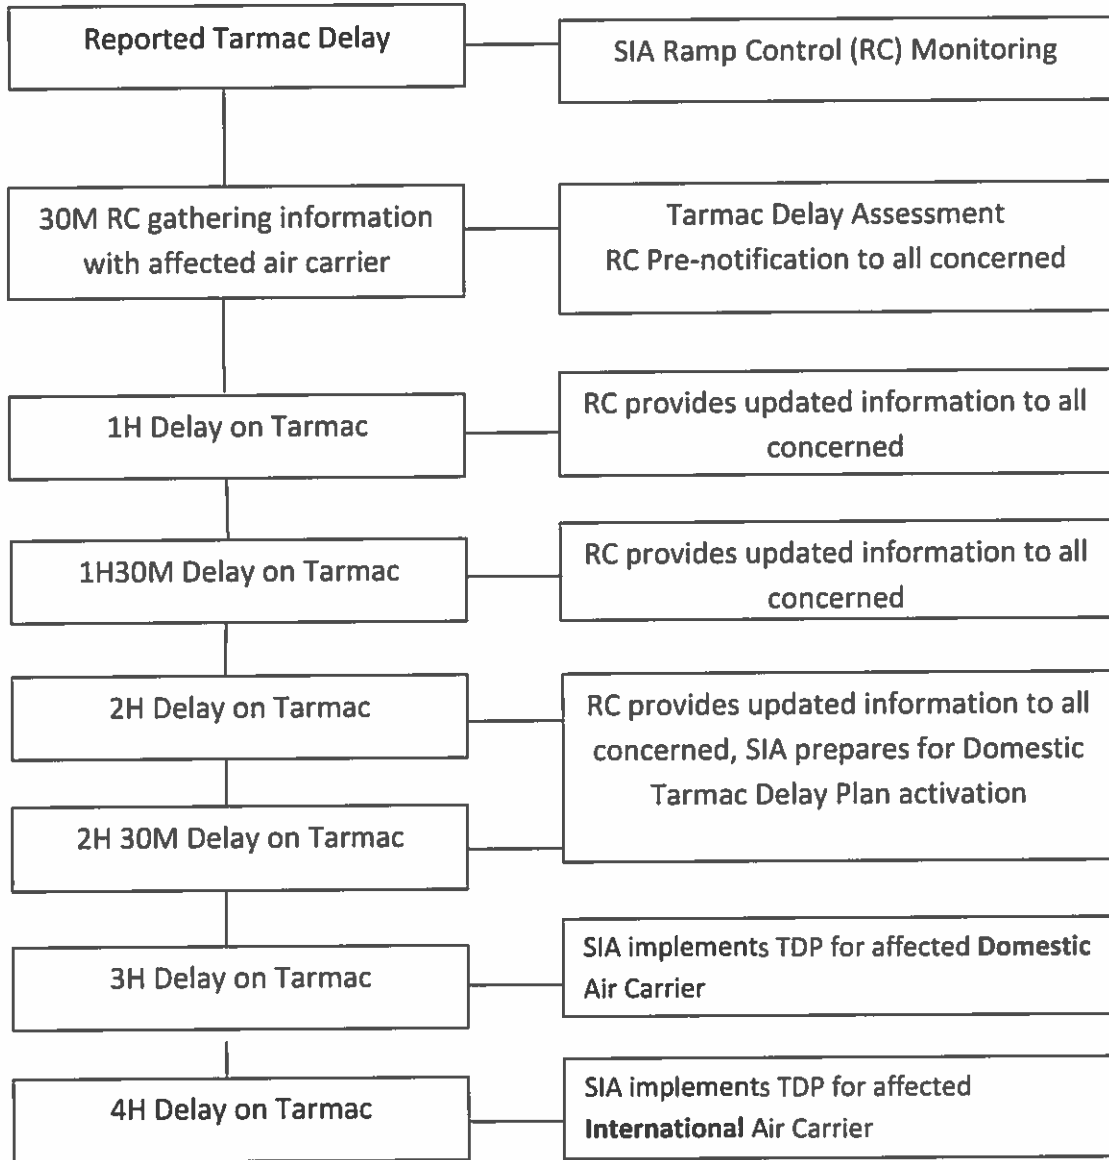 Reported Tarmac Delay
SIA Ramp Control (RC) Monitoring
30M RC gathering information
with affected air carrier
Tarmac Delay Assessment
RC Pre-notification to all concerned
1H Delay on Tarmac
RC provides updated information to all
concerned
1H30M Delay on Tarmac
RC provides updated information to all
concerned
2H Delay on Tarmac
RC provides updated information to all
concerned, SIA prepares for Domestic
Tarmac Delay Plan activation
2H 30M Delay on Tarmac
3H Delay on Tarmac
SIA implements TDP for affected Domestic
Air Carrier
4H Delay on Tarmac
SIA implements TDP for affected
International Air Carrier